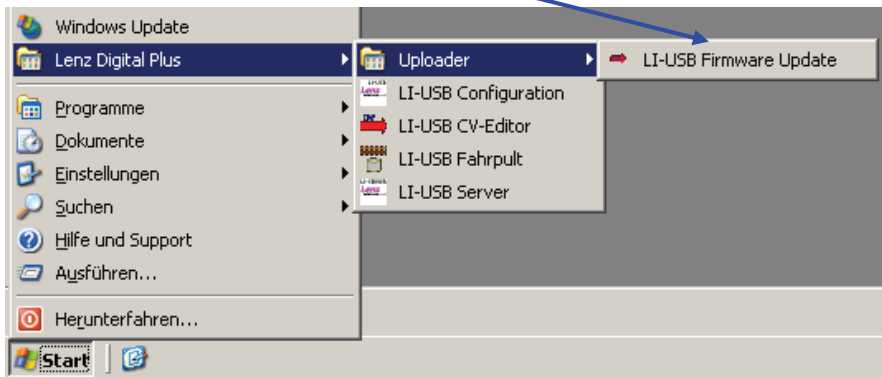 Windows Update
Lenz Digital Plus
Uploader
LI-USB Firmware Update
LI-USB Configuration
Programme
LI-USB CV-Editor
Dokumente
LI-USB Fahrpult
Einstellungen
LI-USB Server
Suchen
Hilfe und Support
Ausführen...
Herunterfahren...
Start